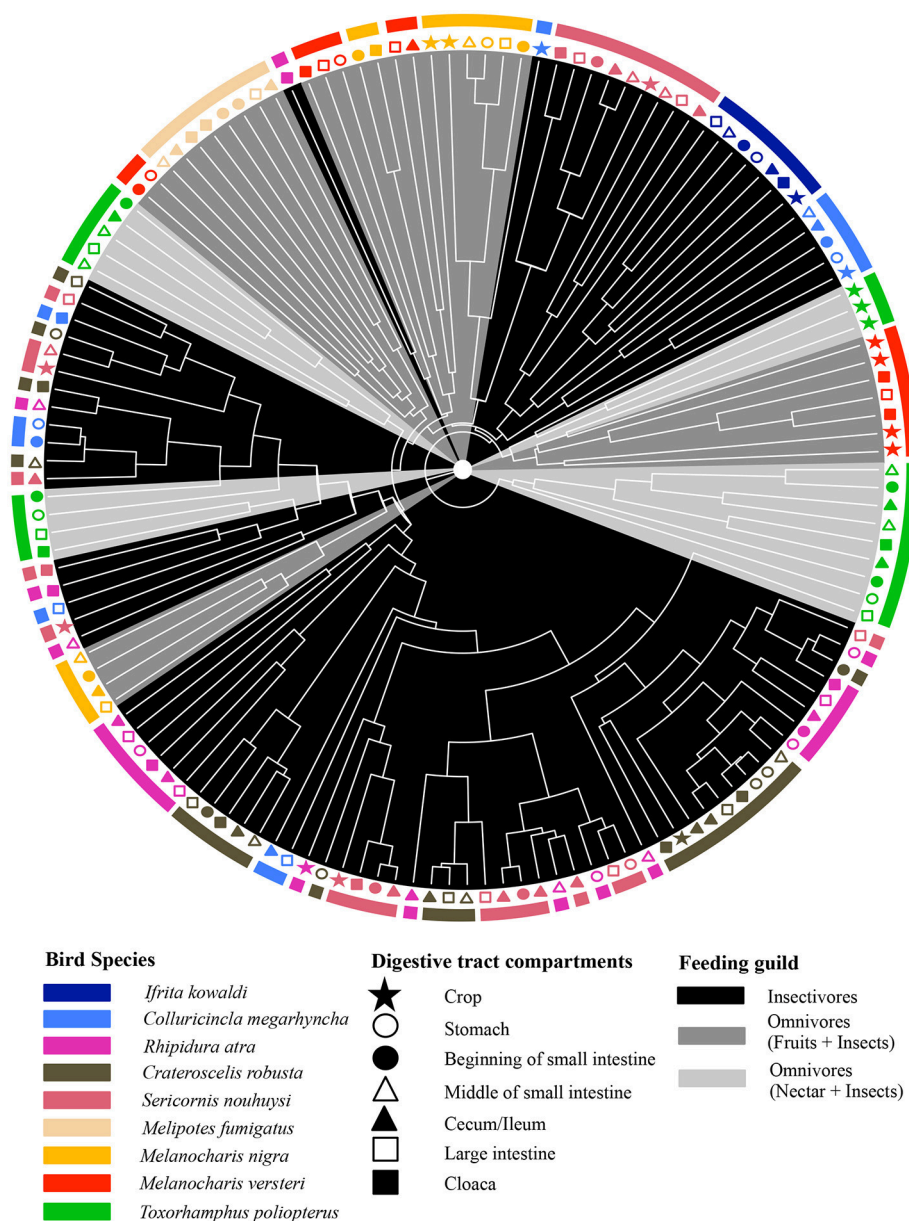 Bird Species
Ifrita kowaldi
Colluricincla megarhyncha
Rhipidura atra
Crateroscelis robusta
Sericornis nouhuysi
Melipotes fumigatus
Melanocharis nigra
Melanocharis versteri
Toxorhamphus poliopterus
Digestive tract compartments
Crop
Stomach
Beginning of small intestine
Middle of small intestine
Cecum/Ileum
Large intestine
Cloaca
Feeding guild
Insectivores
Omnivores
(Fruits + Insects)
Omnivores
(Nectar + Insects)